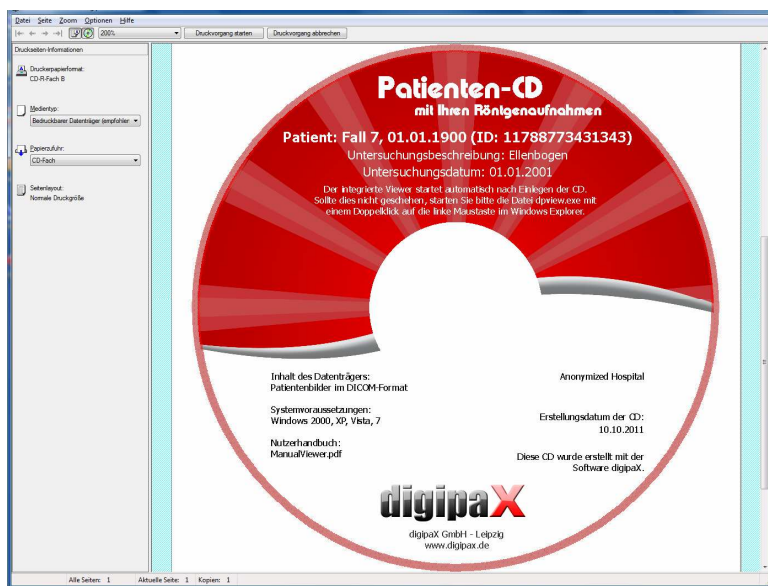 Datei Seite Zoom Optionen Hilfe
200% Druckvorgang starten Druckvorgang abbrechen
Druckseiten-Informationen
Druckerpapierformat:
CD-R-Fach B
Medientyp:
Bedruckbarer Datenträger (empfohlen
Papierzufuhr:
CD-Fach
Seitenlayout:
Normale Druckgröße
Patienten-CD
mit Ihren Röntgenaufnahmen
Patient: Fall 7, 01.01.1900 (ID: 11788773431343)
Untersuchungsbeschreibung: Ellenbogen
Untersuchungsdatum: 01.01.2001
Der integrierte Viewer startet automatisch nach Einlegen der CD.
Sollte dies nicht geschehen, starten Sie bitte die Datei dpview.exe mit
einem Doppelklick auf die linke Maustaste im Windows Explorer.
Inhalt des Datenträgers:
Patientenbilder im DICOM-Format
Systemvoraussetzungen:
Windows 2000, XP, Vista, 7
Nutzerhandbuch:
ManualViewer.pdf
Anonymized Hospital
Erstellungsdatum der CD:
10.10.2011
Diese CD wurde erstellt mit der
Software digipaX.
digipaX
digipaX GmbH - Leipzig
www.digipax.de
Alle Seiten: 1 Aktuelle Seite: 1 Kopien: 1